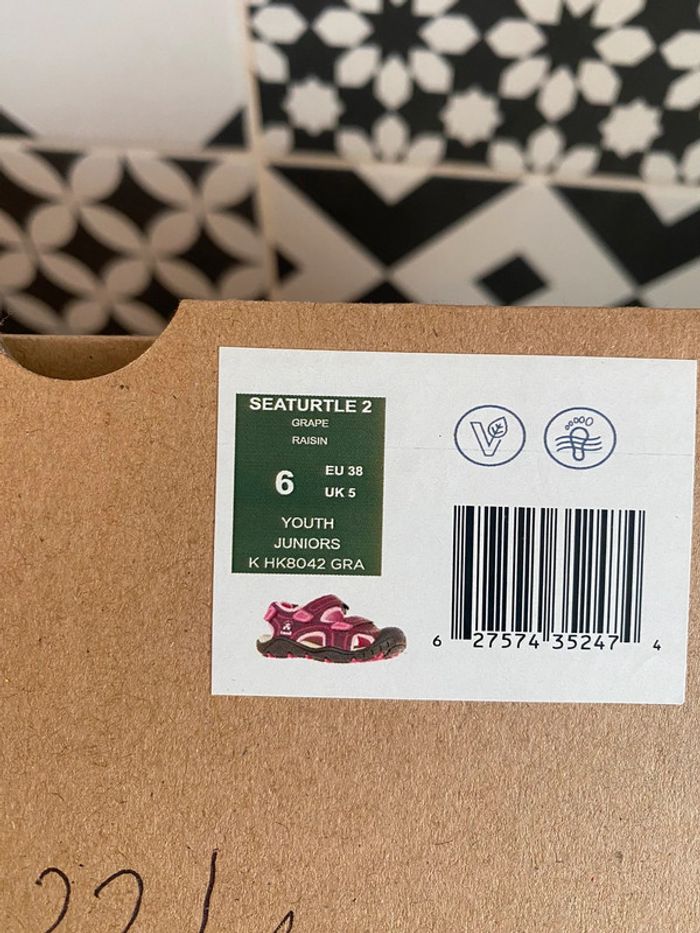 SEATURTLE 2
GRAPE
RAISIN
6
EU 38
UK 5
YOUTH
JUNIORS
K HK8042 GRA
6 27574 35247 4